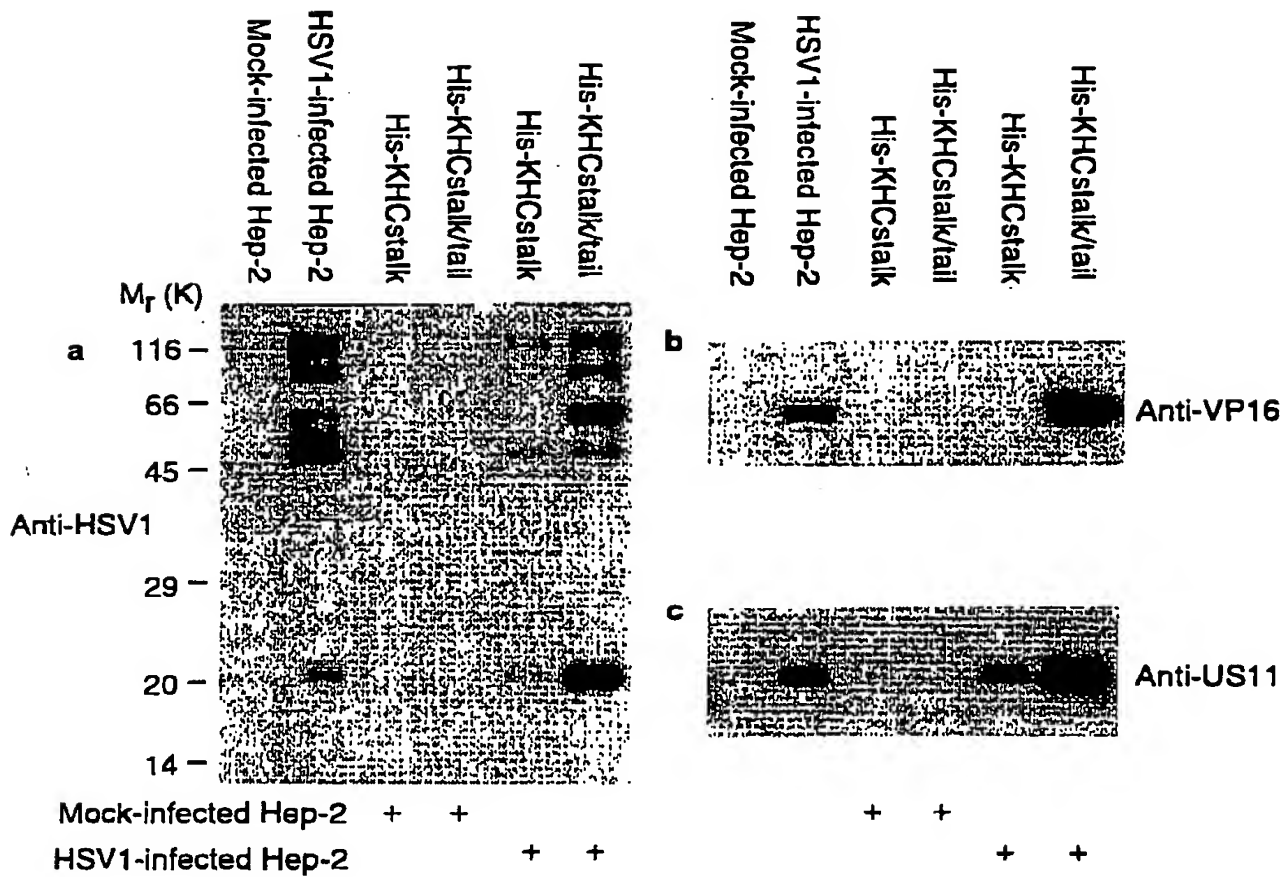 Mock-infected Hep-2
HSV1-infected Hep-2
His-KHCstalk
His-KHCstalk/tail
His-KHCstalk
His-KHCstalk/tail
Mock-infected Hep-2
HSV1-infected Hep-2
His-KHCstalk
His-KHCstalk/tail
His-KHCstalk
His-KHCstalk/tail
Mr (K)
a
116
66
45
Anti-HSV1
29
20
14
b
Anti-VP16
c
Anti-US11
Mock-infected Hep-2 + + + +
HSV1-infected Hep-2 + + + +